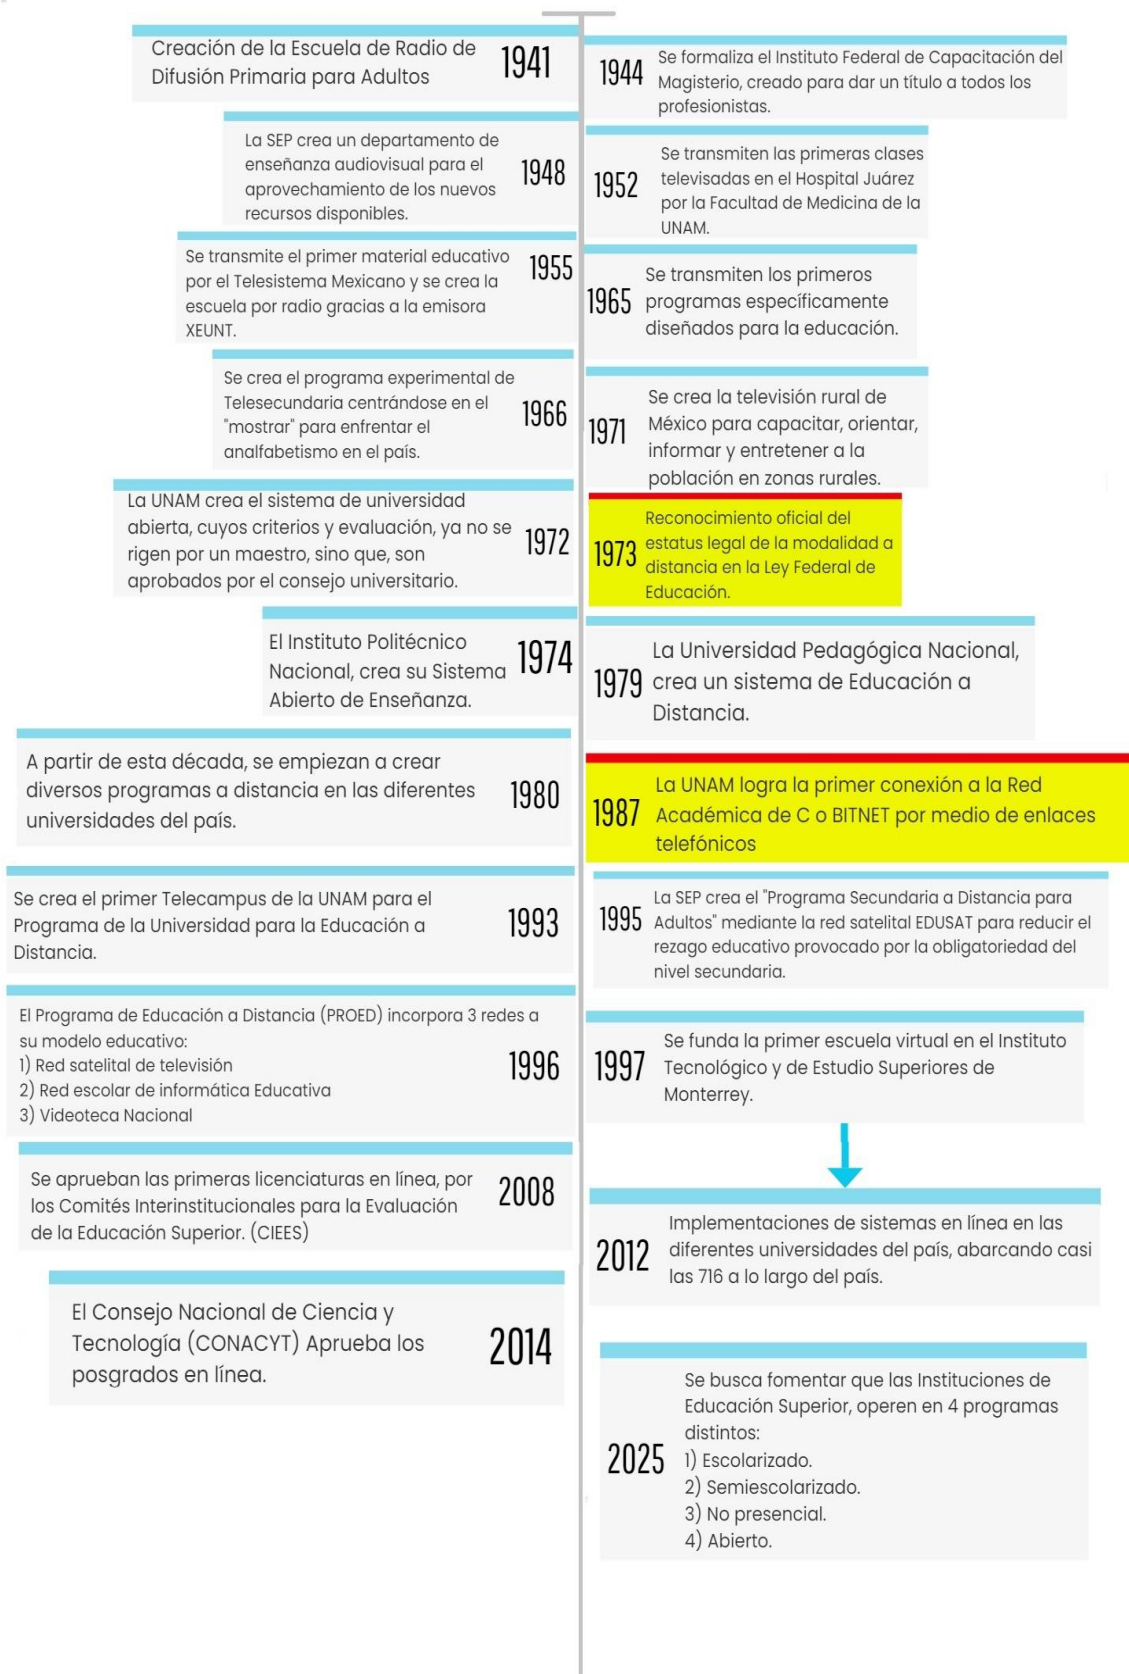 Creación de la Escuela de Radio de
Difusión Primaria para Adultos
1941
1944
Se formaliza el Instituto Federal de Capacitación del
Magisterio, creado para dar un título a todos los
profesionistas.
La SEP crea un departamento de
enseñanza audiovisual para el
aprovechamiento de los nuevos
recursos disponibles.
1948
1952
Se transmiten las primeras clases
televisadas en el Hospital Juárez
por la Facultad de Medicina de la
UNAM.
Se transmite el primer material educativo
por el Telesistema Mexicano y se crea la
escuela por radio gracias a la emisora
XEUNT.
1955
1965
Se transmiten los primeros
programas específicamente
diseñados para la educación.
Se crea el programa experimental de
Telesecundaria centrándose en el
"mostrar" para enfrentar el
analfabetismo en el país.
1966
1971
Se crea la televisión rural de
México para capacitar, orientar,
informar y entretener a la
población en zonas rurales.
La UNAM crea el sistema de universidad
abierta, cuyos criterios y evaluación, ya no se
rigen por un maestro, sino que, son
aprobados por el consejo universitario.
1972
1973
Reconocimiento oficial del
estatus legal de la modalidad a
distancia en la Ley Federal de
Educación.
El Instituto Politécnico
Nacional, crea su Sistema
Abierto de Enseñanza.
1974
1979
La Universidad Pedagógica Nacional,
crea un sistema de Educación a
Distancia.
A partir de esta década, se empiezan a crear
diversos programas a distancia en las diferentes
universidades del país.
1980
1987
La UNAM logra la primer conexión a la Red
Académica de C o BITNET por medio de enlaces
telefónicos
Se crea el primer Telecampus de la UNAM para el
Programa de la Universidad para la Educación a
Distancia.
1993
1995
La SEP crea el "Programa Secundaria a Distancia para
Adultos" mediante la red satelital EDUSAT para reducir el
rezago educativo provocado por la obligatoriedad del
nivel secundaria.
El Programa de Educación a Distancia (PROED) incorpora 3 redes a
su modelo educativo:
1) Red satelital de televisión
2) Red escolar de informática Educativa
3) Videoteca Nacional
1996
1997
Se funda la primer escuela virtual en el Instituto
Tecnológico y de Estudio Superiores de
Monterrey.
Se aprueban las primeras licenciaturas en línea, por
los Comités Interinstitucionales para la Evaluación
de la Educación Superior. (CIEES)
2008
2012
Implementaciones de sistemas en línea en las
diferentes universidades del país, abarcando casi
las 716 a lo largo del país.
El Consejo Nacional de Ciencia y
Tecnología (CONACYT) Aprueba los
posgrados en línea.
2014
2025
Se busca fomentar que las Instituciones de
Educación Superior, operen en 4 programas
distintos:
1) Escolarizado.
2) Semiescolarizado.
3) No presencial.
4) Abierto.